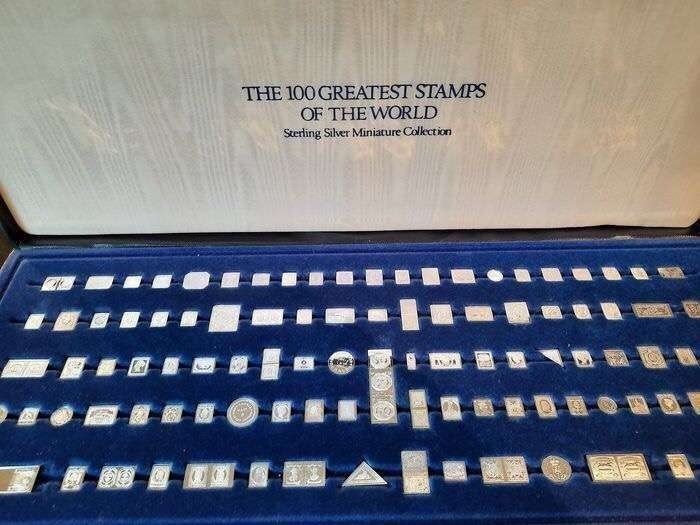 THE 100 GREATEST STAMPS
OF THE WORLD
Sterling Silver Miniature Collection